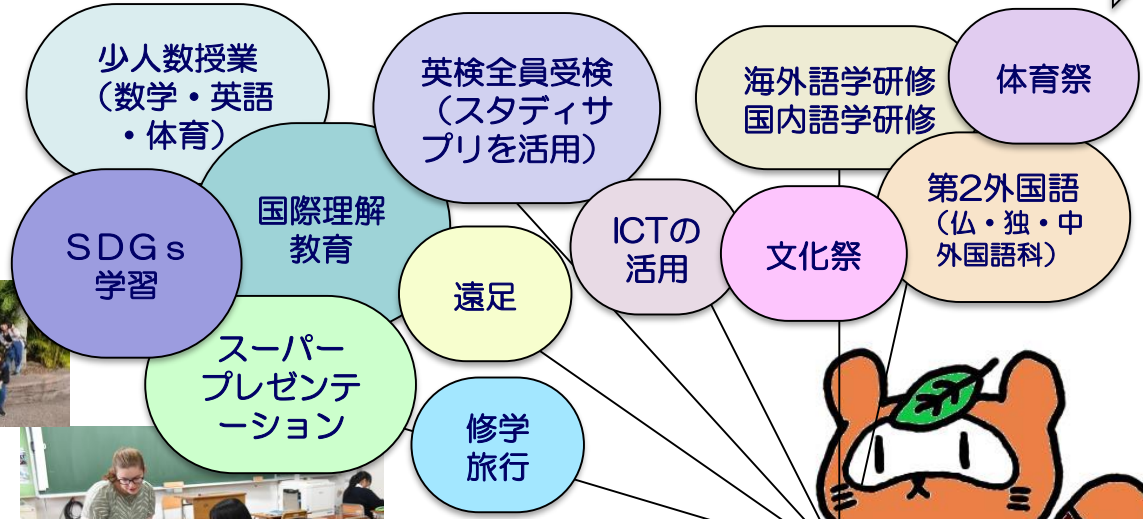 少人数授業
（数学・英語
・体育）
英検全員受検
（スタディサ
プリを活用）
海外語学研修
国内語学研修
体育祭
国際理解
教育
第2外国語
（仏・独・中
外国語科）
ICTの
活用
文化祭
ＳＤＧｓ
学習
遠足
スーパー
プレゼンテ
ーション
修学
旅行